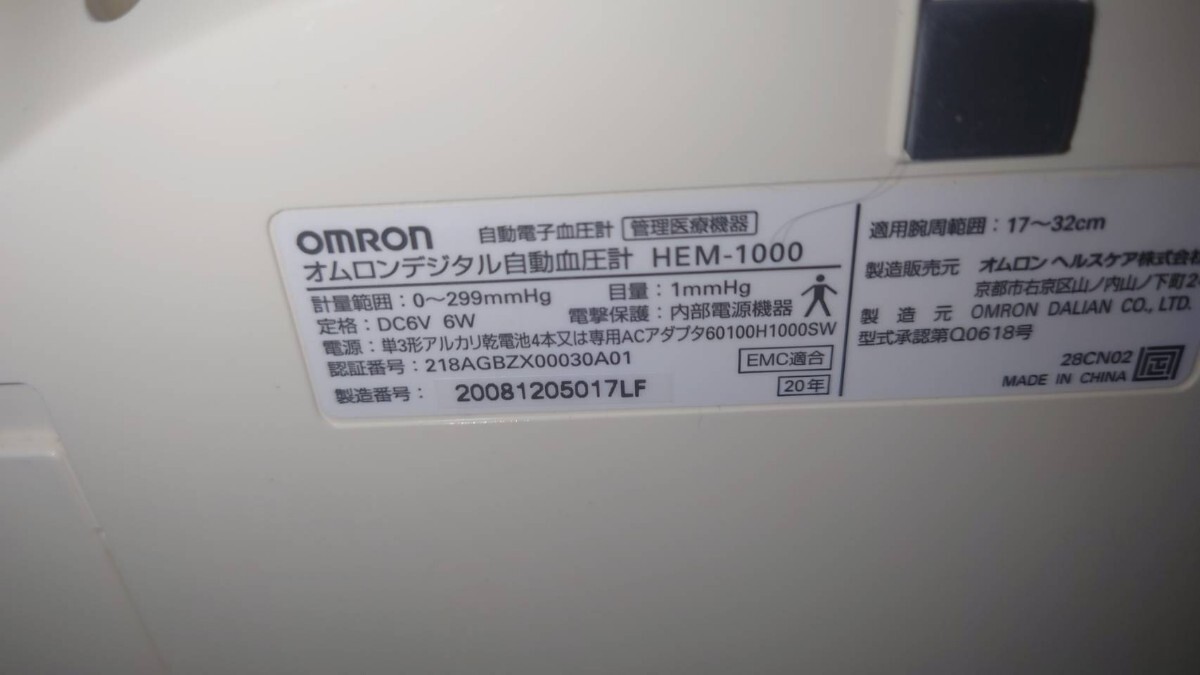 OMRON 自動電子血圧計 管理医療機器
オムロンデジタル自動血圧計 HEM-1000
計量範囲：0～299mmHg 目量：1mmHg
定格：DC6V 6W 電撃保護：内部電源機器
電源：単3形アルカリ乾電池4本又は専用ACアダプタ60100H1000SW
認証番号：218AGBZX00030A01 EMC適合
製造番号： 20081205017LF 20年
適用腕周範囲：17～32cm
製造販売元 オムロン ヘルスケア株式会社
京都市右京区山ノ内山ノ下町2
製造元 OMRON DALIAN CO., LTD.
型式承認第Q0618号
28CN02
MADE IN CHINA